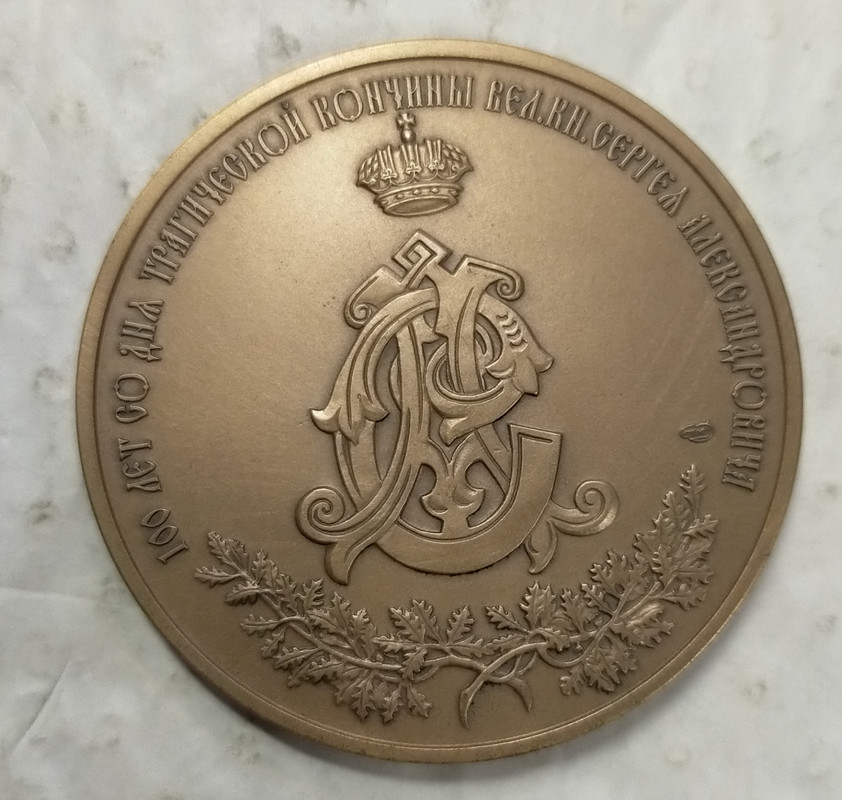 100 ЛЕТ СО ДНЯ ТРАГИЧЕСКОЙ КОНЧИНЫ ВЕЛ.КН.СЕРГЕЯ АЛЕКСАНДРОВИЧА